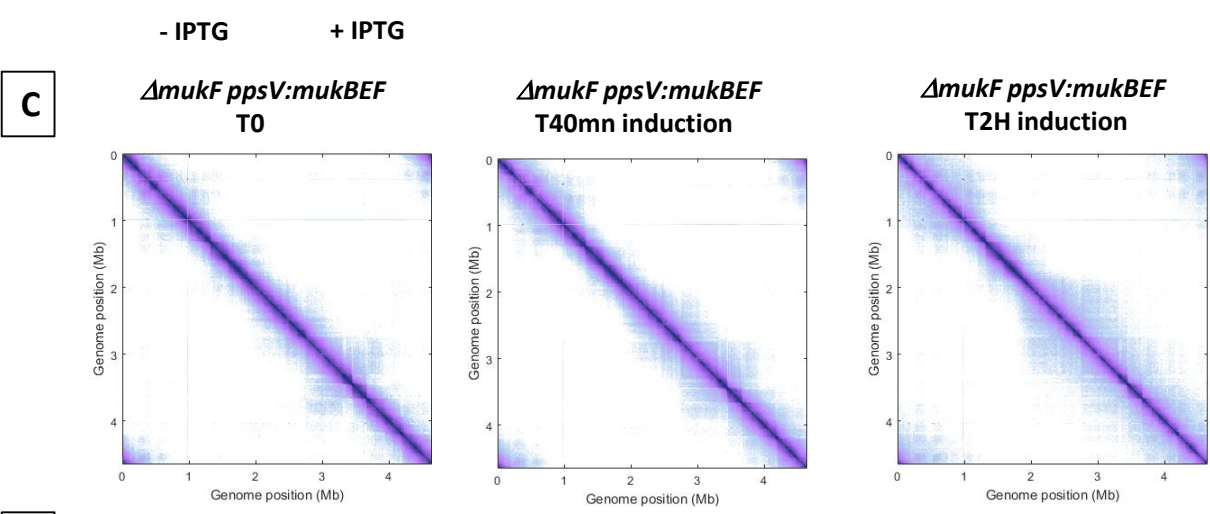 - IPTG + IPTG
C
ΔmukF ppsV:mukBEF
T0
ΔmukF ppsV:mukBEF
T40mn induction
ΔmukF ppsV:mukBEF
T2H induction
0
1
2
3
4
Genome position (Mb)
0 1 2 3 4
Genome position (Mb)
0
1
2
3
4
Genome position (Mb)
0 1 2 3 4
Genome position (Mb)
0
1
2
3
4
Genome position (Mb)
0 1 2 3 4
Genome position (Mb)